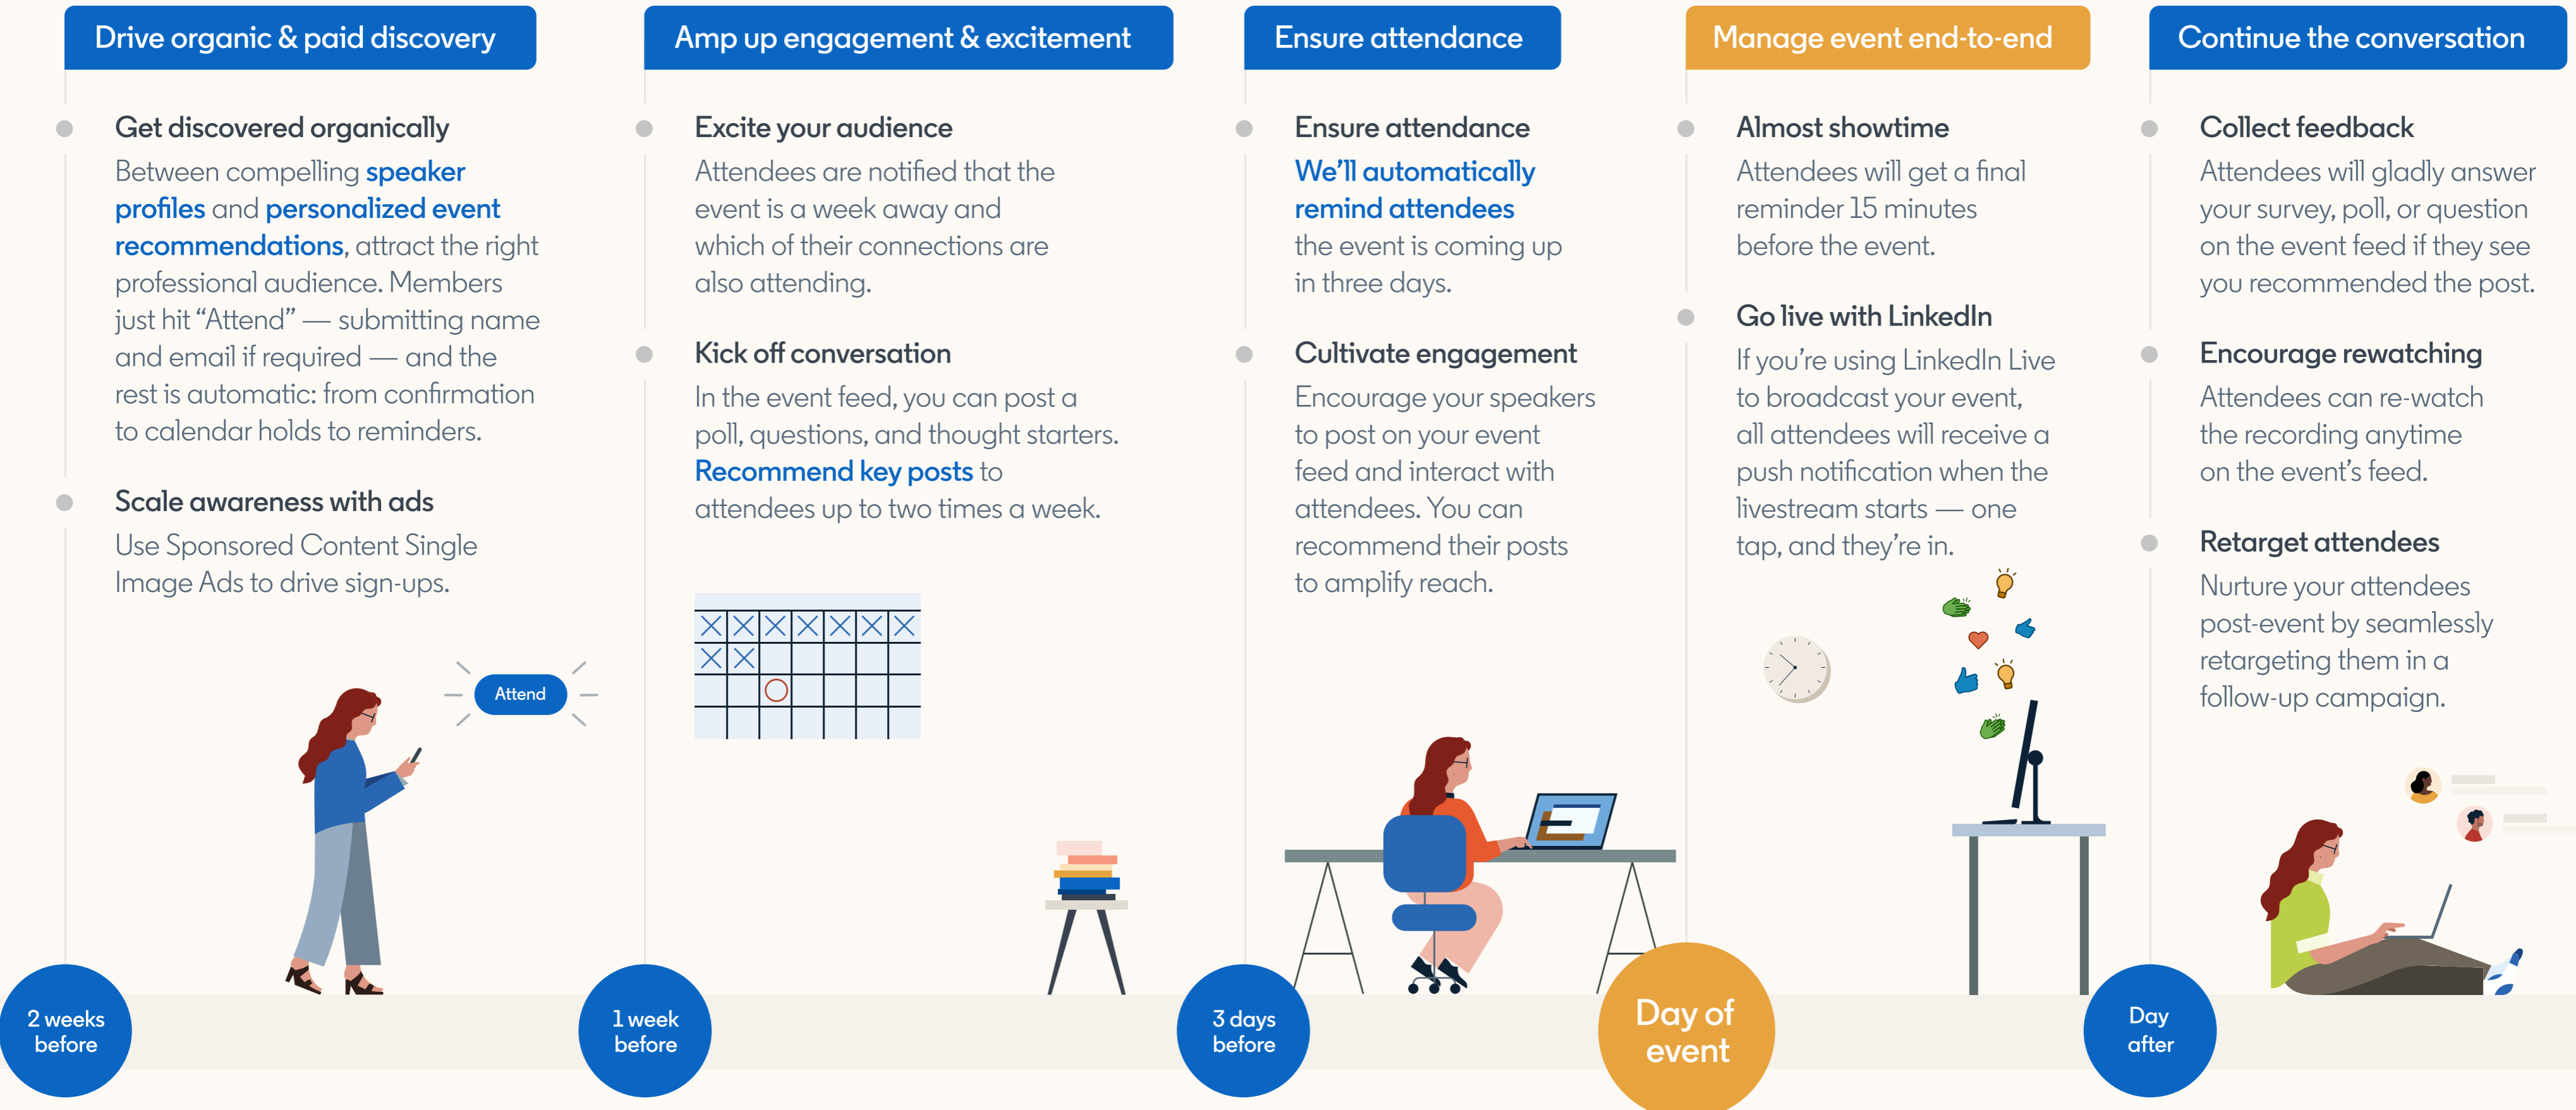 Drive organic & paid discovery
Get discovered organically
Between compelling speaker
profiles and personalized event
recommendations, attract the right
professional audience. Members
just hit “Attend” — submitting name
and email if required — and the
rest is automatic: from confirmation
to calendar holds to reminders.
Scale awareness with ads
Use Sponsored Content Single
Image Ads to drive sign-ups.
Attend
2 weeks
before
Amp up engagement & excitement
Excite your audience
Attendees are notified that the
event is a week away and
which of their connections are
also attending.
Kick off conversation
In the event feed, you can post a
poll, questions, and thought starters.
Recommend key posts to
attendees up to two times a week.
1 week
before
Ensure attendance
Ensure attendance
We’ll automatically
remind attendees
the event is coming up
in three days.
Cultivate engagement
Encourage your speakers
to post on your event
feed and interact with
attendees. You can
recommend their posts
to amplify reach.
3 days
before
Manage event end-to-end
Almost showtime
Attendees will get a final
reminder 15 minutes
before the event.
Go live with LinkedIn
If you’re using LinkedIn Live
to broadcast your event,
all attendees will receive a
push notification when the
livestream starts — one
tap, and they’re in.
Day of
event
Continue the conversation
Collect feedback
Attendees will gladly answer
your survey, poll, or question
on the event feed if they see
you recommended the post.
Encourage rewatching
Attendees can re-watch
the recording anytime
on the event’s feed.
Retarget attendees
Nurture your attendees
post-event by seamlessly
retargeting them in a
follow-up campaign.
Day
after